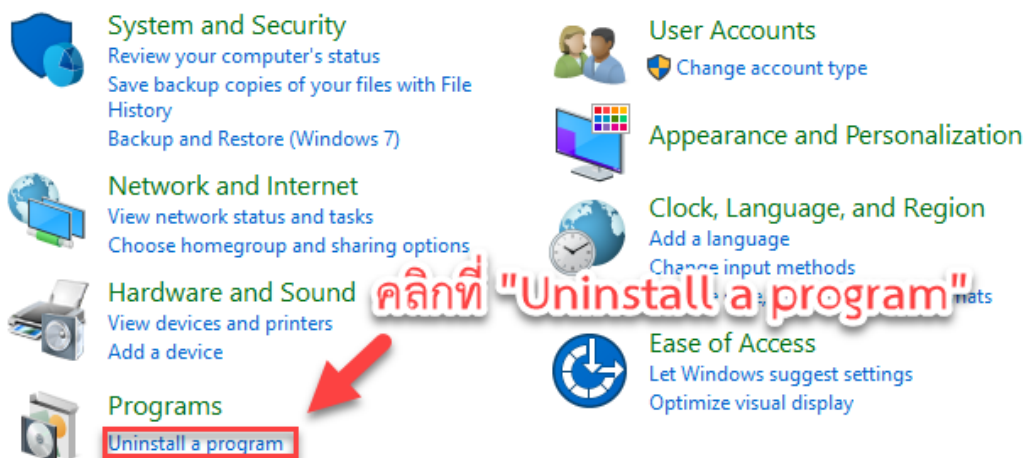 System and Security
Review your computer's status
Save backup copies of your files with File
History
Backup and Restore (Windows 7)
Network and Internet
View network status and tasks
Choose homegroup and sharing options
Hardware and Sound
View devices and printers
Add a device
Programs
Uninstall a program
User Accounts
Change account type
Appearance and Personalization
Clock, Language, and Region
Add a language
Change input methods
คลิกที่ "Uninstall a program"
Ease of Access
Let Windows suggest settings
Optimize visual display